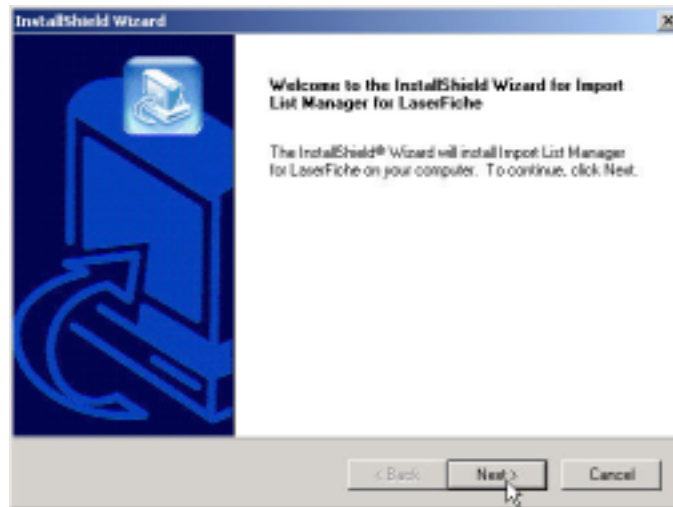 InstallShield Wizard
Welcome to the InstallShield Wizard for Import
List Manager for LaserFiche
The InstallShield® Wizard will install Import List Manager
for LaserFiche on your computer. To continue, click Next.
< Back
Next >
Cancel